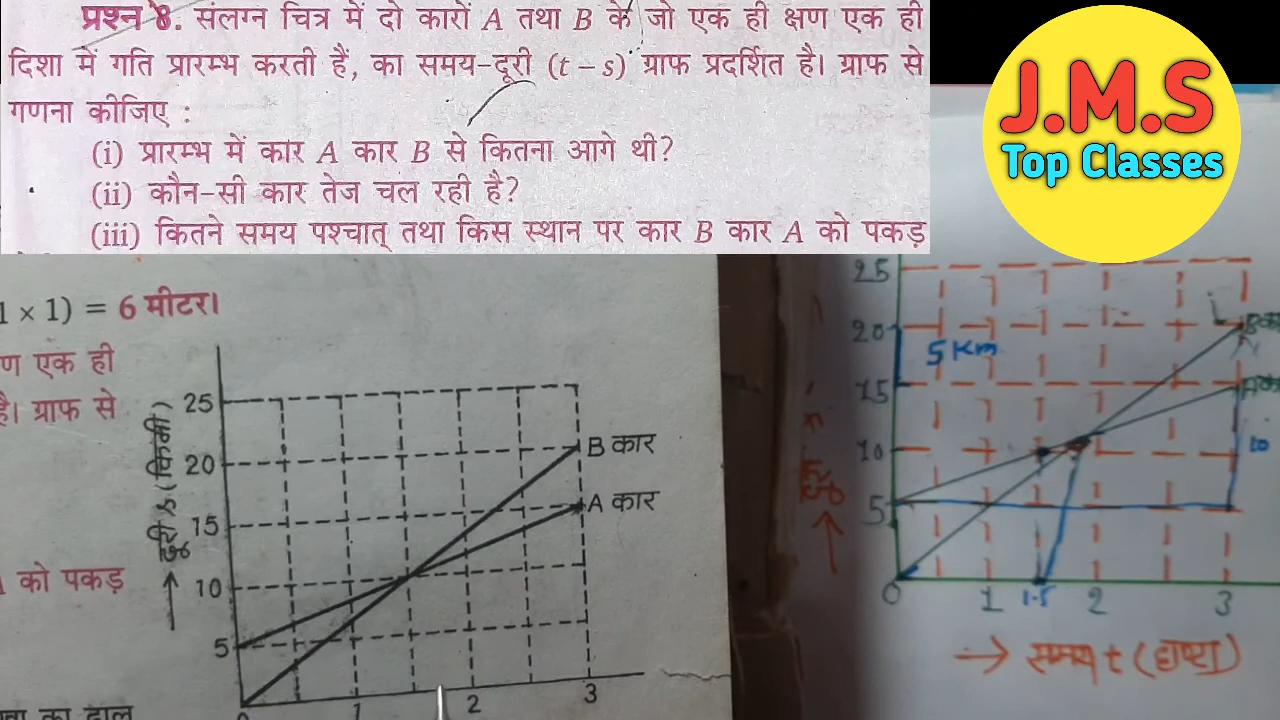 प्रश्न 8. संलग्न चित्र में दो कारों A तथा B के जो एक ही क्षण एक ही
दिशा में गति प्रारम्भ करती हैं, का समय-दूरी (t – s) ग्राफ प्रदर्शित है। ग्राफ से
गणना कीजिए :
(i) प्रारम्भ में कार A कार B से कितना आगे थी?
(ii) कौन-सी कार तेज चल रही है?
(iii) कितने समय पश्चात् तथा किस स्थान पर कार B कार A को पकड़
J.M.S
Top Classes
1 × 1) = 6 मीटर।
ण एक ही
है। ग्राफ से
को पकड़
25
20
15
10
5
0
1
2
3
दूरी s (किमी)
B कार
A कार
25
20
15
10
5
0
1
1.5
2
3
5 Km
10
→ समय t (घण्टा)